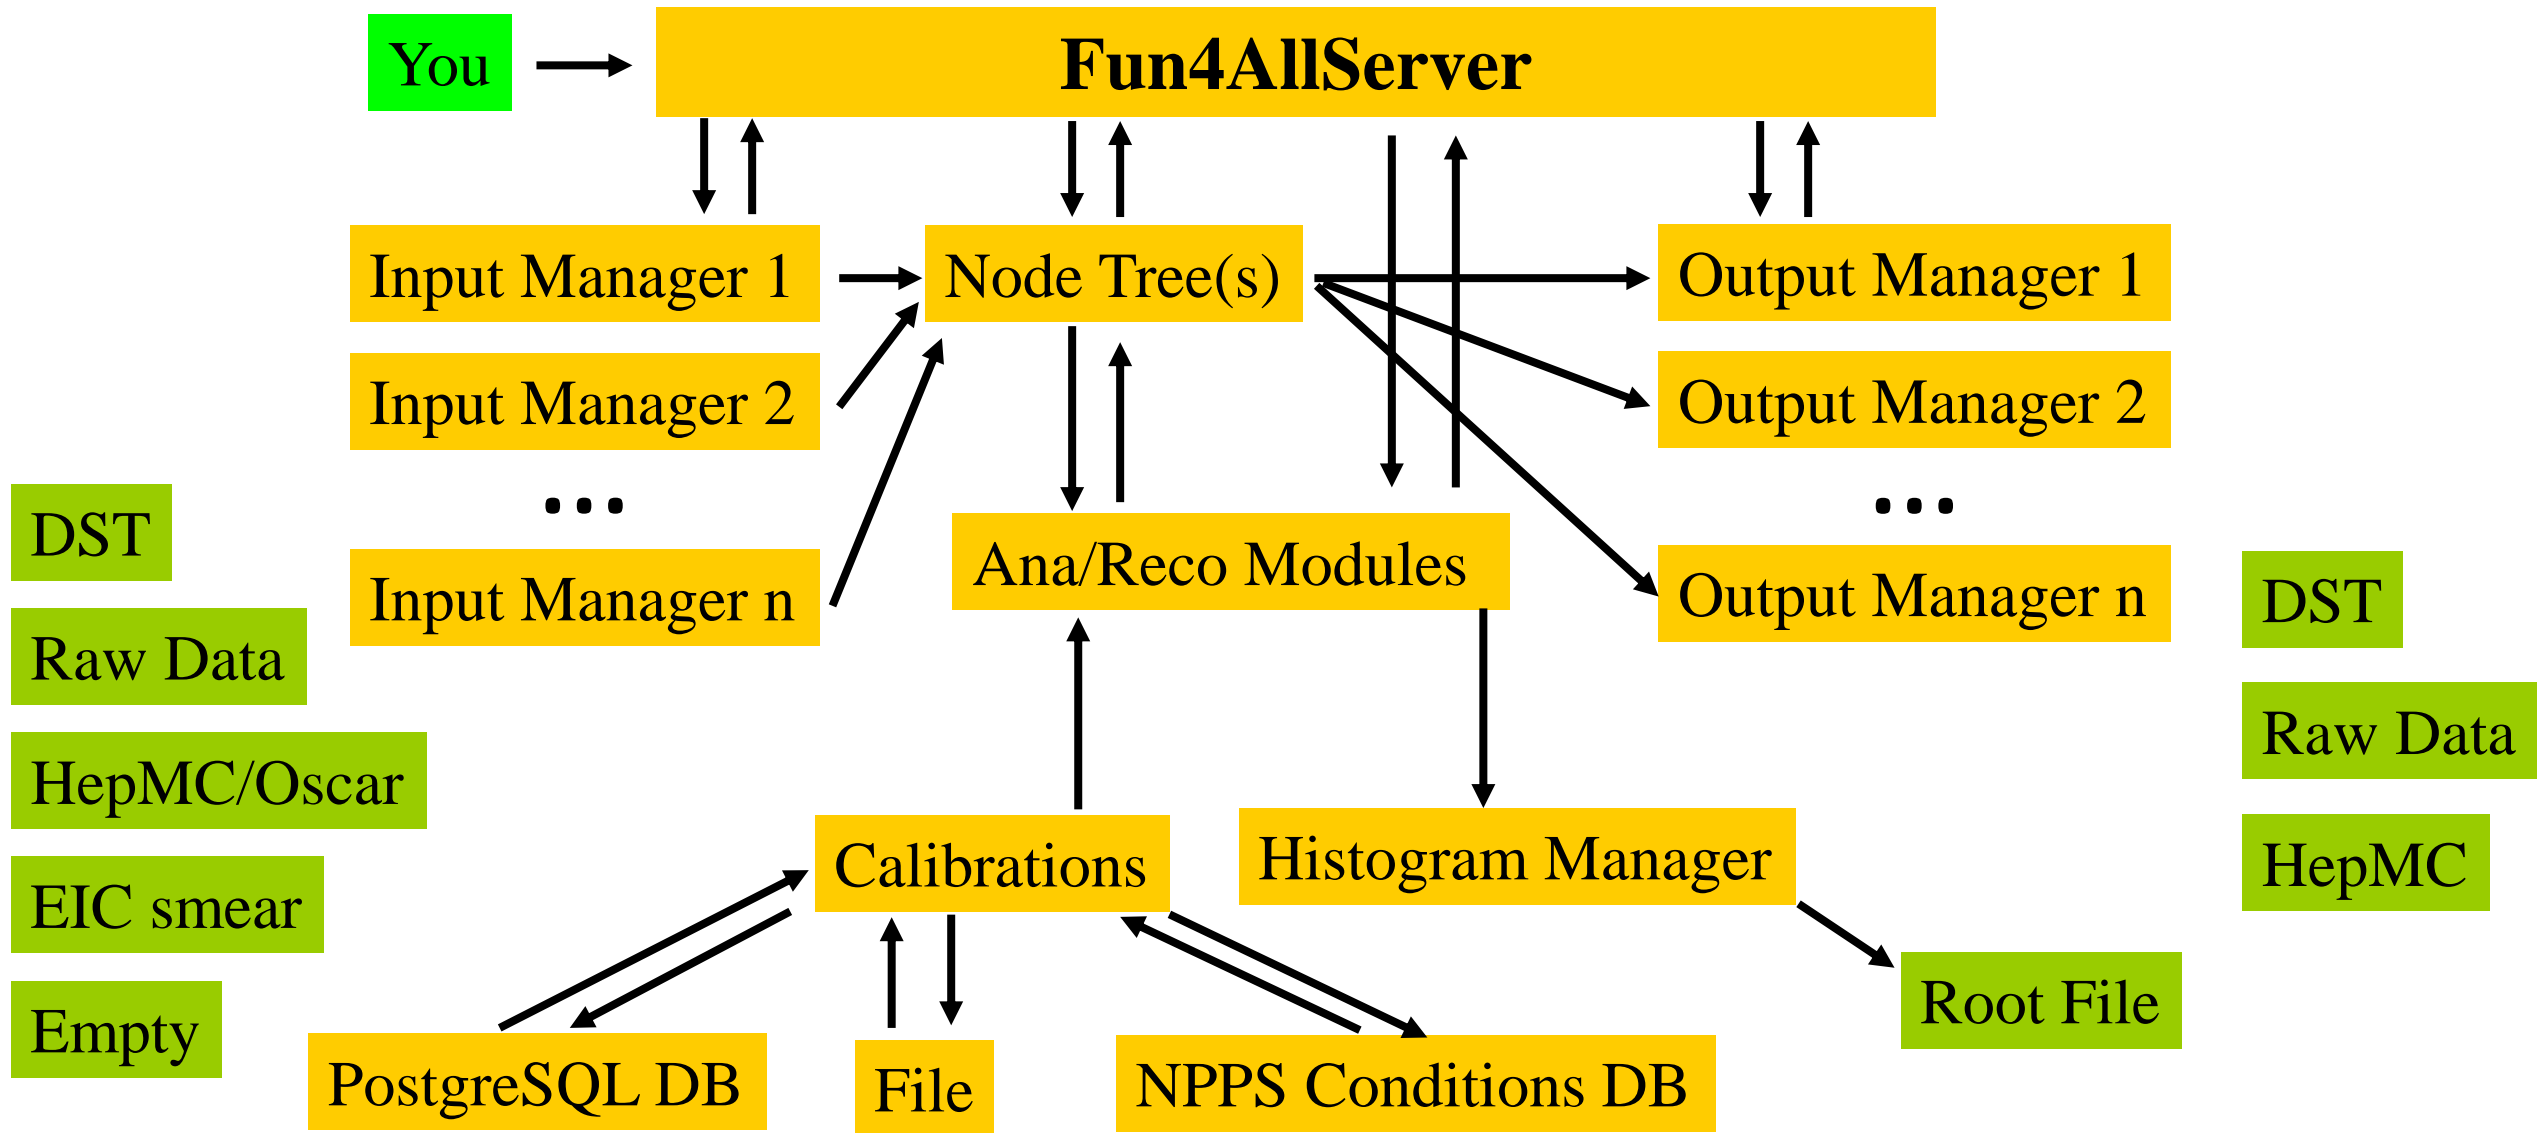 You
Fun4AllServer
Input Manager 1
Node Tree(s)
Output Manager 1
Input Manager 2
Output Manager 2
...
...
DST
Ana/Reco Modules
Input Manager n
Output Manager n
DST
Raw Data
Raw Data
HepMC/Oscar
Calibrations
Histogram Manager
HepMC
EIC smear
Root File
Empty
PostgreSQL DB
File
NPPS Conditions DB